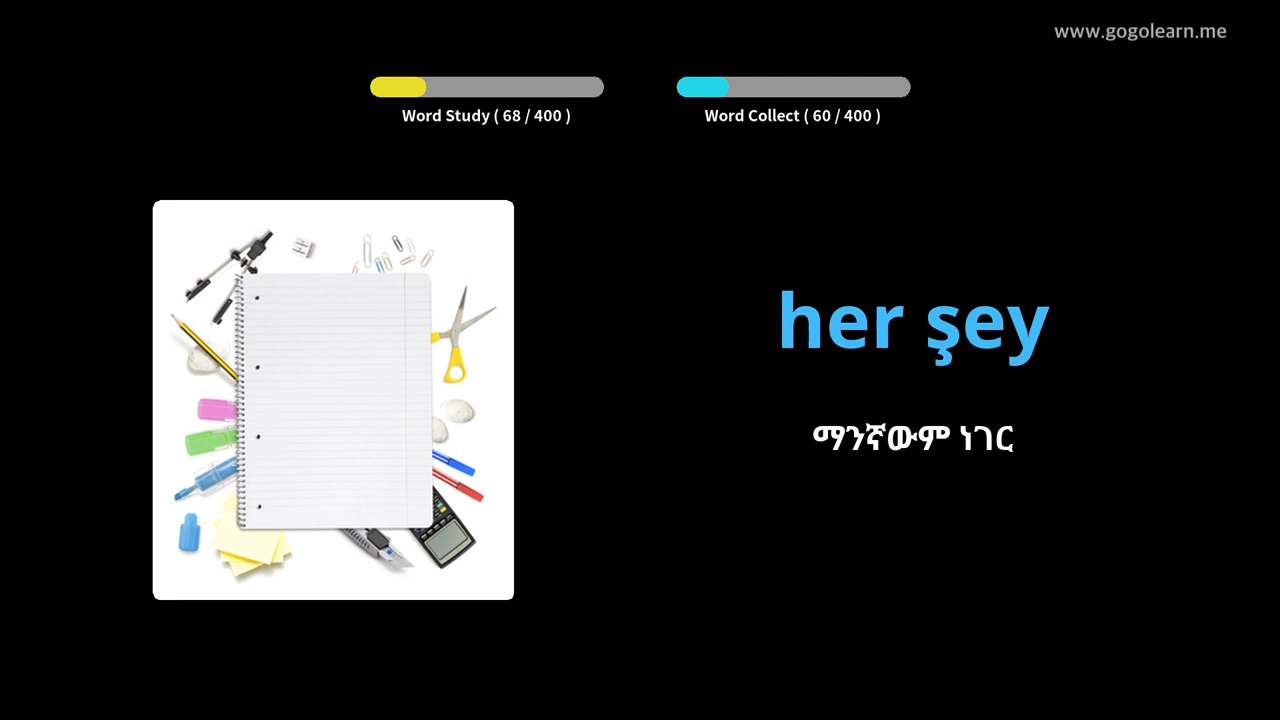 www.gogolearn.me
Word Study ( 68 / 400 )
Word Collect ( 60 / 400 )
her şey
ማንኛውም ነገር